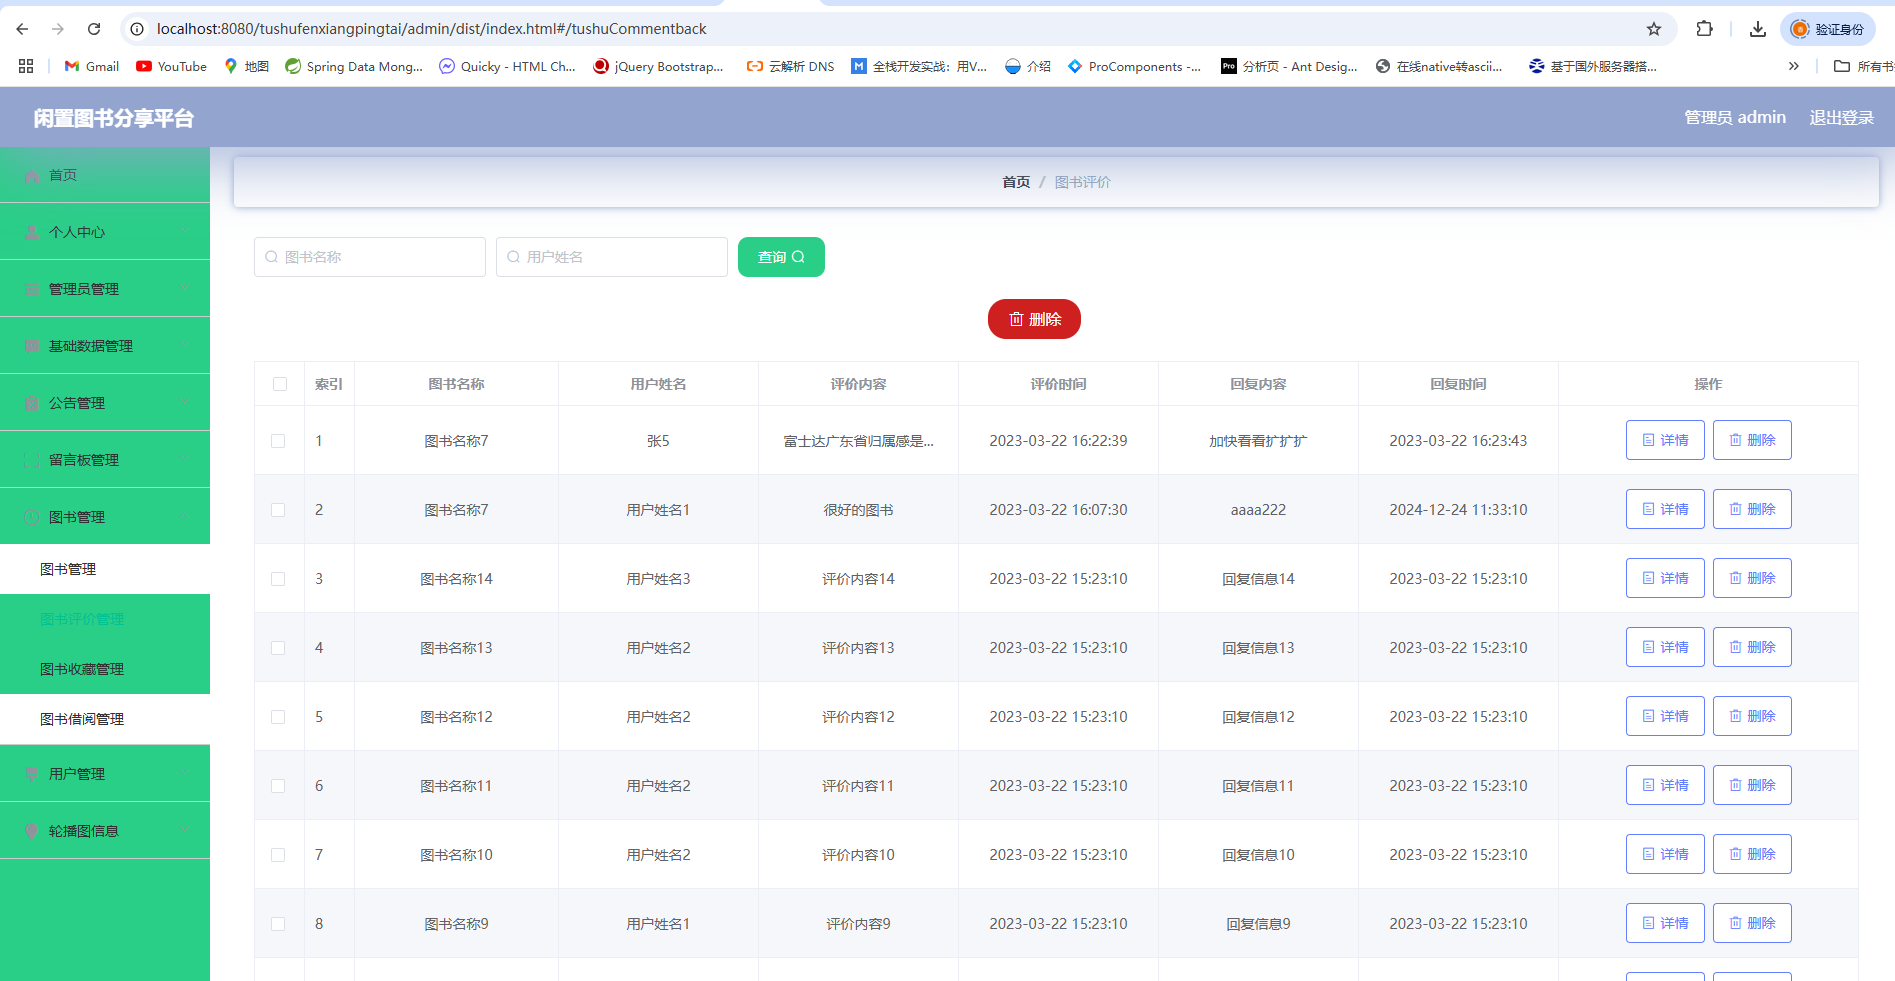 localhost:8080/tushufenxiangpingtai/admin/dist/index.html#/tushuCommentback
验证身份
Gmail YouTube 地图 Spring Data Mong... Quicky - HTML Ch... jQuery Bootstrap... 云解析 DNS 全栈开发实战：用V... 介绍 ProComponents -... 分析页 - Ant Desig... 在线native转ascii... 基于国外服务器搭... » 所有书
闲置图书分享平台
管理员 admin 退出登录
首页
个人中心
管理员管理
基础数据管理
公告管理
留言板管理
图书管理
图书管理
图书评价管理
图书收藏管理
图书借阅管理
用户管理
轮播图信息
首页 / 图书评价
图书名称 用户姓名 查询
删除
索引 图书名称 用户姓名 评价内容 评价时间 回复内容 回复时间 操作
1 图书名称7 张5 富士达广东省归属感是... 2023-03-22 16:22:39 加快看看扩扩扩 2023-03-22 16:23:43 详情 删除
2 图书名称7 用户姓名1 很好的图书 2023-03-22 16:07:30 aaaa222 2024-12-24 11:33:10 详情 删除
3 图书名称14 用户姓名3 评价内容14 2023-03-22 15:23:10 回复信息14 2023-03-22 15:23:10 详情 删除
4 图书名称13 用户姓名2 评价内容13 2023-03-22 15:23:10 回复信息13 2023-03-22 15:23:10 详情 删除
5 图书名称12 用户姓名2 评价内容12 2023-03-22 15:23:10 回复信息12 2023-03-22 15:23:10 详情 删除
6 图书名称11 用户姓名2 评价内容11 2023-03-22 15:23:10 回复信息11 2023-03-22 15:23:10 详情 删除
7 图书名称10 用户姓名2 评价内容10 2023-03-22 15:23:10 回复信息10 2023-03-22 15:23:10 详情 删除
8 图书名称9 用户姓名1 评价内容9 2023-03-22 15:23:10 回复信息9 2023-03-22 15:23:10 详情 删除